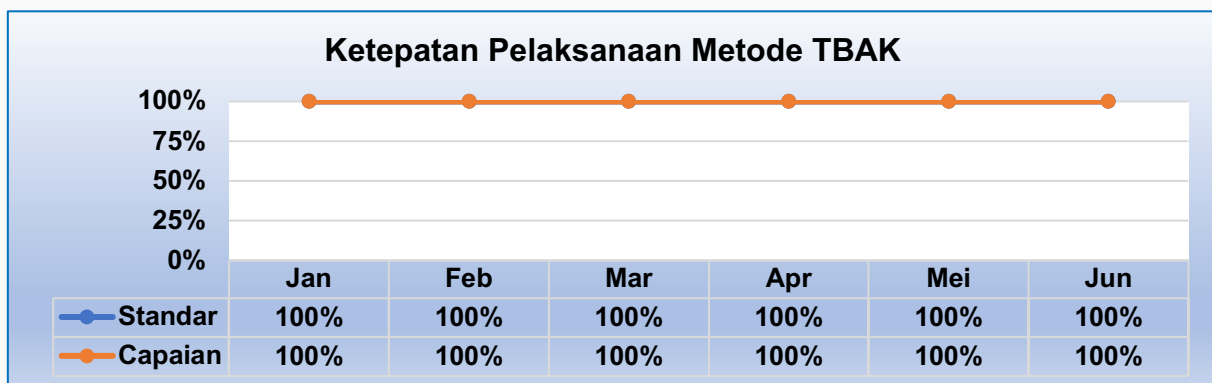 Ketepatan Pelaksanaan Metode TBAK
100%
75%
50%
25%
0%
Jan Feb Mar Apr Mei Jun
Standar 100% 100% 100% 100% 100% 100%
Capaian 100% 100% 100% 100% 100% 100%